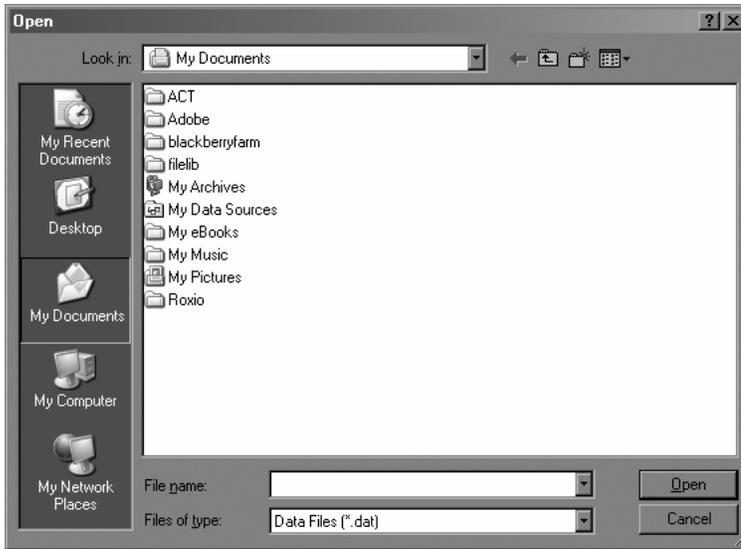 Open
? X
Look in: My Documents
My Recent
Documents
Desktop
My Documents
My Computer
My Network
Places
ACT
Adobe
blackberryfarm
filelib
My Archives
My Data Sources
My eBooks
My Music
My Pictures
Roxio
File name:
Open
Files of type: Data Files (*.dat)
Cancel